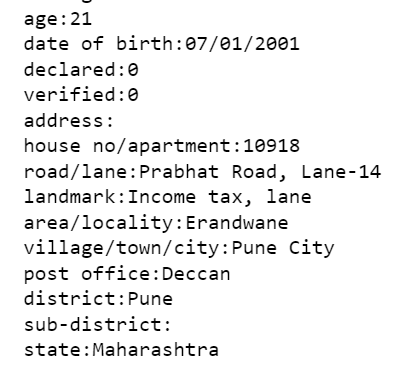 age:21
date of birth:07/01/2001
declared:0
verified:0
address:
house no/apartment:10918
road/lane:Prabhat Road, Lane-14
landmark:Income tax, lane
area/locality:Erandwane
village/town/city:Pune City
post office:Deccan
district:Pune
sub-district:
state:Maharashtra